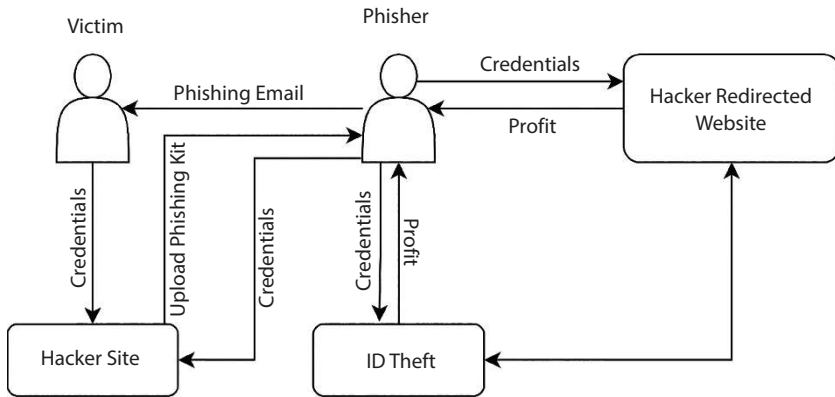 Victim
Phisher
Credentials
Phishing Email
Profit
Hacker Redirected
Website
Credentials
Upload Phishing Kit
Credentials
Credentials
Profit
Hacker Site
ID Theft